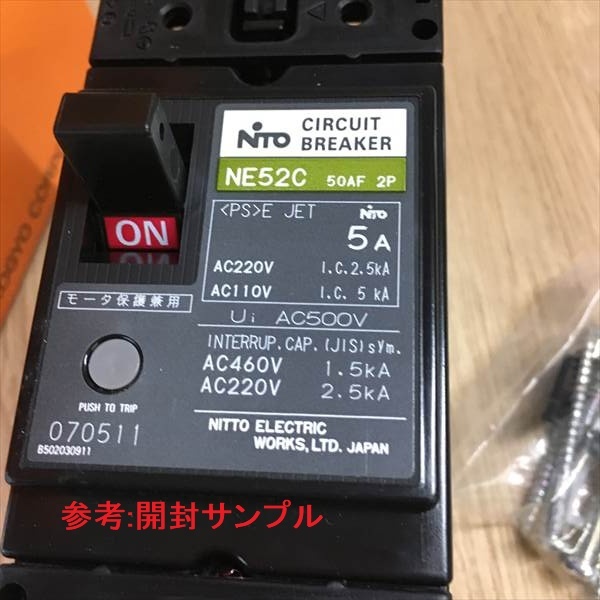 NITO CIRCUIT
BREAKER
NE52C 50AF 2P
<PS>E JET NITO
5A
AC220V I.C.2.5kA
AC110V I.C. 5 kA
Ui AC500V
INTERRUP. CAP. (JIS) sym.
AC460V 1.5kA
AC220V 2.5kA
NITTO ELECTRIC
WORKS, LTD. JAPAN
ON
モータ保護兼用
PUSH TO TRIP
070511
B502030911
参考:開封サンプル